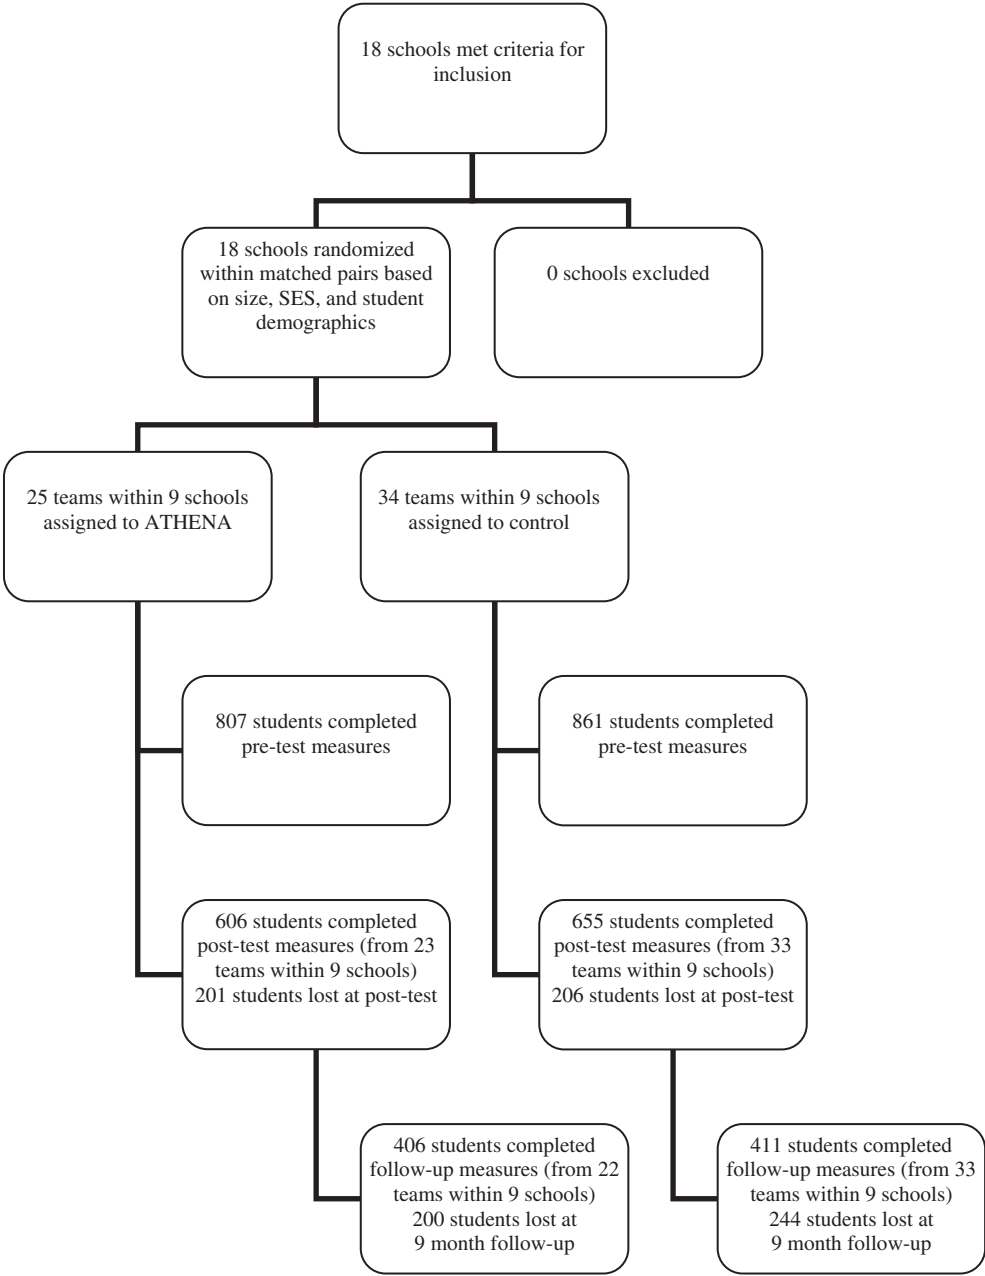 18 schools met criteria for
inclusion
18 schools randomized
within matched pairs based
on size, SES, and student
demographics
0 schools excluded
25 teams within 9 schools
assigned to ATHENA
34 teams within 9 schools
assigned to control
807 students completed
pre-test measures
861 students completed
pre-test measures
606 students completed
post-test measures (from 23
teams within 9 schools)
201 students lost at post-test
655 students completed
post-test measures (from 33
teams within 9 schools)
206 students lost at post-test
406 students completed
follow-up measures (from 22
teams within 9 schools)
200 students lost at
9 month follow-up
411 students completed
follow-up measures (from 33
teams within 9 schools)
244 students lost at
9 month follow-up